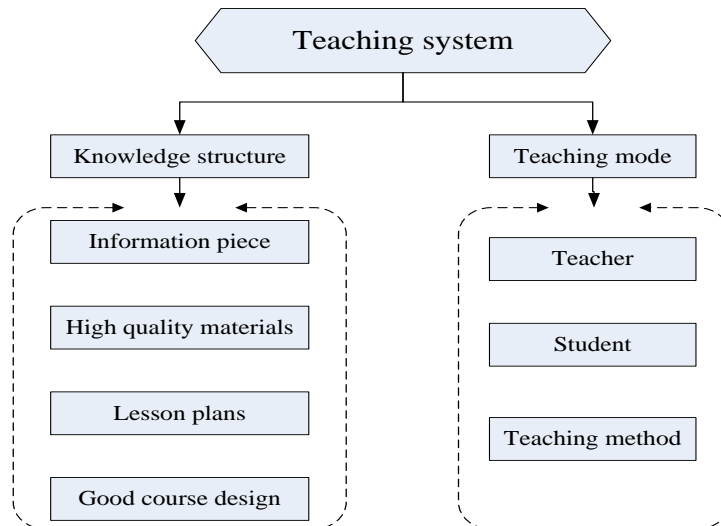 Teaching system
Knowledge structure
Teaching mode
Information piece
High quality materials
Lesson plans
Good course design
Teacher
Student
Teaching method